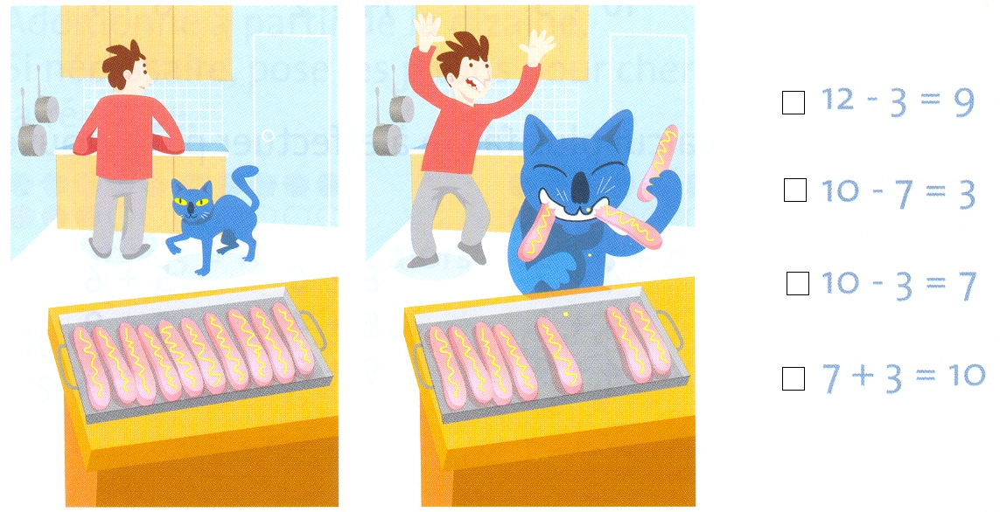 12 - 3 = 9
10 - 7 = 3
10 - 3 = 7
7 + 3 = 10